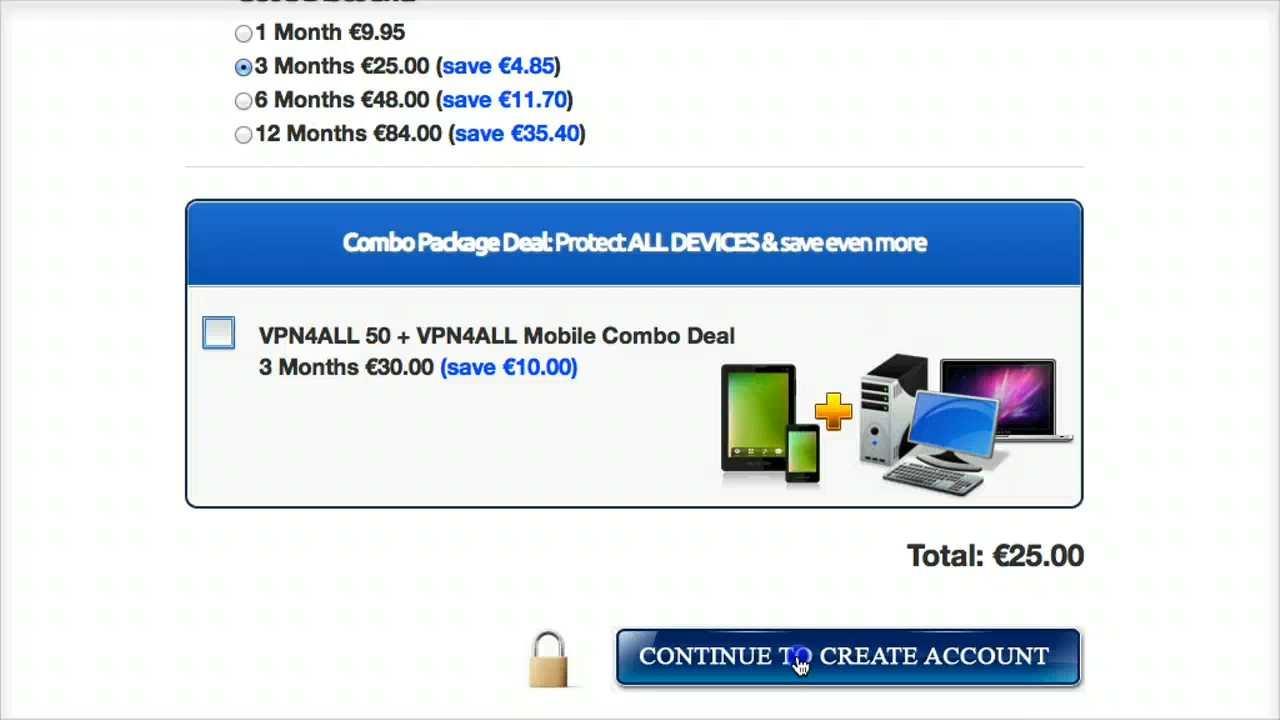 1 Month €9.95
3 Months €25.00 (save €4.85)
6 Months €48.00 (save €11.70)
12 Months €84.00 (save €35.40)
Combo Package Deal: Protect ALL DEVICES & save even more
VPN4ALL 50 + VPN4ALL Mobile Combo Deal
3 Months €30.00 (save €10.00)
Total: €25.00
CONTINUE TO CREATE ACCOUNT